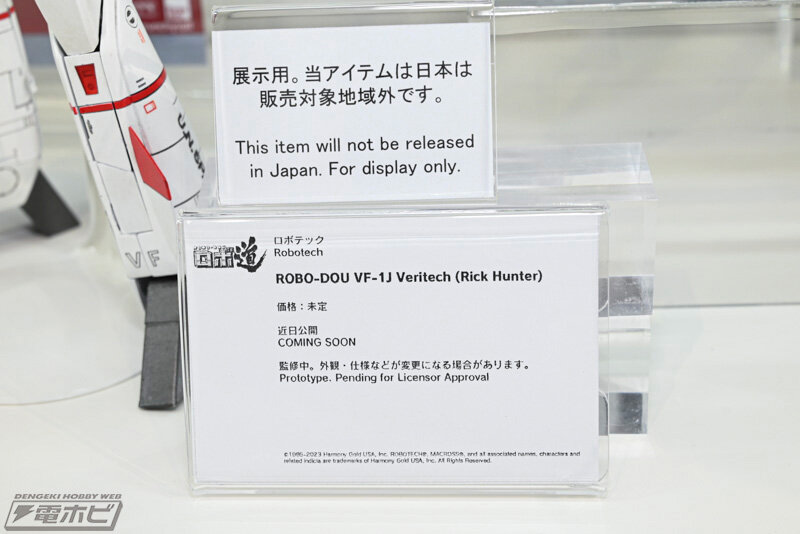 展示用。当アイテムは日本は
販売対象地域外です。
This item will not be released
in Japan. For display only.
VF
ロボ道
ロボテック
Robotech
ROBO-DOU VF-1J Veritech (Rick Hunter)
価格：未定
近日公開
COMING SOON
監修中。外観・仕様などが変更になる場合があります。
Prototype. Pending for Licensor Approval
©1985-2023 Harmony Gold USA, Inc. ROBOTECH®, MACROSS®, and all associated names, characters and
related indicia are trademarks of Harmony Gold USA, Inc. All Rights Reserved.
DENGEKI HOBBY WEB
電ホビ